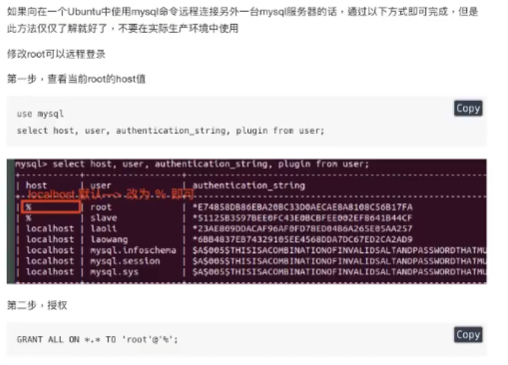 如果向在一个Ubuntu中使用mysql命令远程连接另外一台mysql服务器的话，通过以下方式即可完成，但是
此方法仅仅了解就好了，不要在实际生产环境中使用
修改root可以远程登录
第一步，查看当前root的host值
Copy
use mysql
select host, user, authentication_string, plugin from user;
mysql> select host, user, authentication_string, plugin from user;
localhost 默认---> 改为 % 即可
| host | user | authentication_string
| % | root | *E74858DB86EBA20BC33D0AECAE8A8108C56B17FA
| % | slave | *5112SB3597BEE0FC43E0BCBFEE002EF8641B44CF
| localhost | laoli | *23AE809DDACAF96AF0FD78ED04B6A265E05AA257
| localhost | laowang | *6BB4837EB74329105EE4568DDA7DC67ED2CA2AD9
| localhost | mysql.infoschema | $A$005$THISISACOMBINATIONOFINVALIDSALTANDPASSWORDTHATMU
| localhost | mysql.session | $A$005$THISISACOMBINATIONOFINVALIDSALTANDPASSWORDTHATMU
| localhost | mysql.sys | $A$005$THISISACOMBINATIONOFINVALIDSALTANDPASSWORDTHATMU
第二步，授权
Copy
GRANT ALL ON *.* TO 'root'@'%';